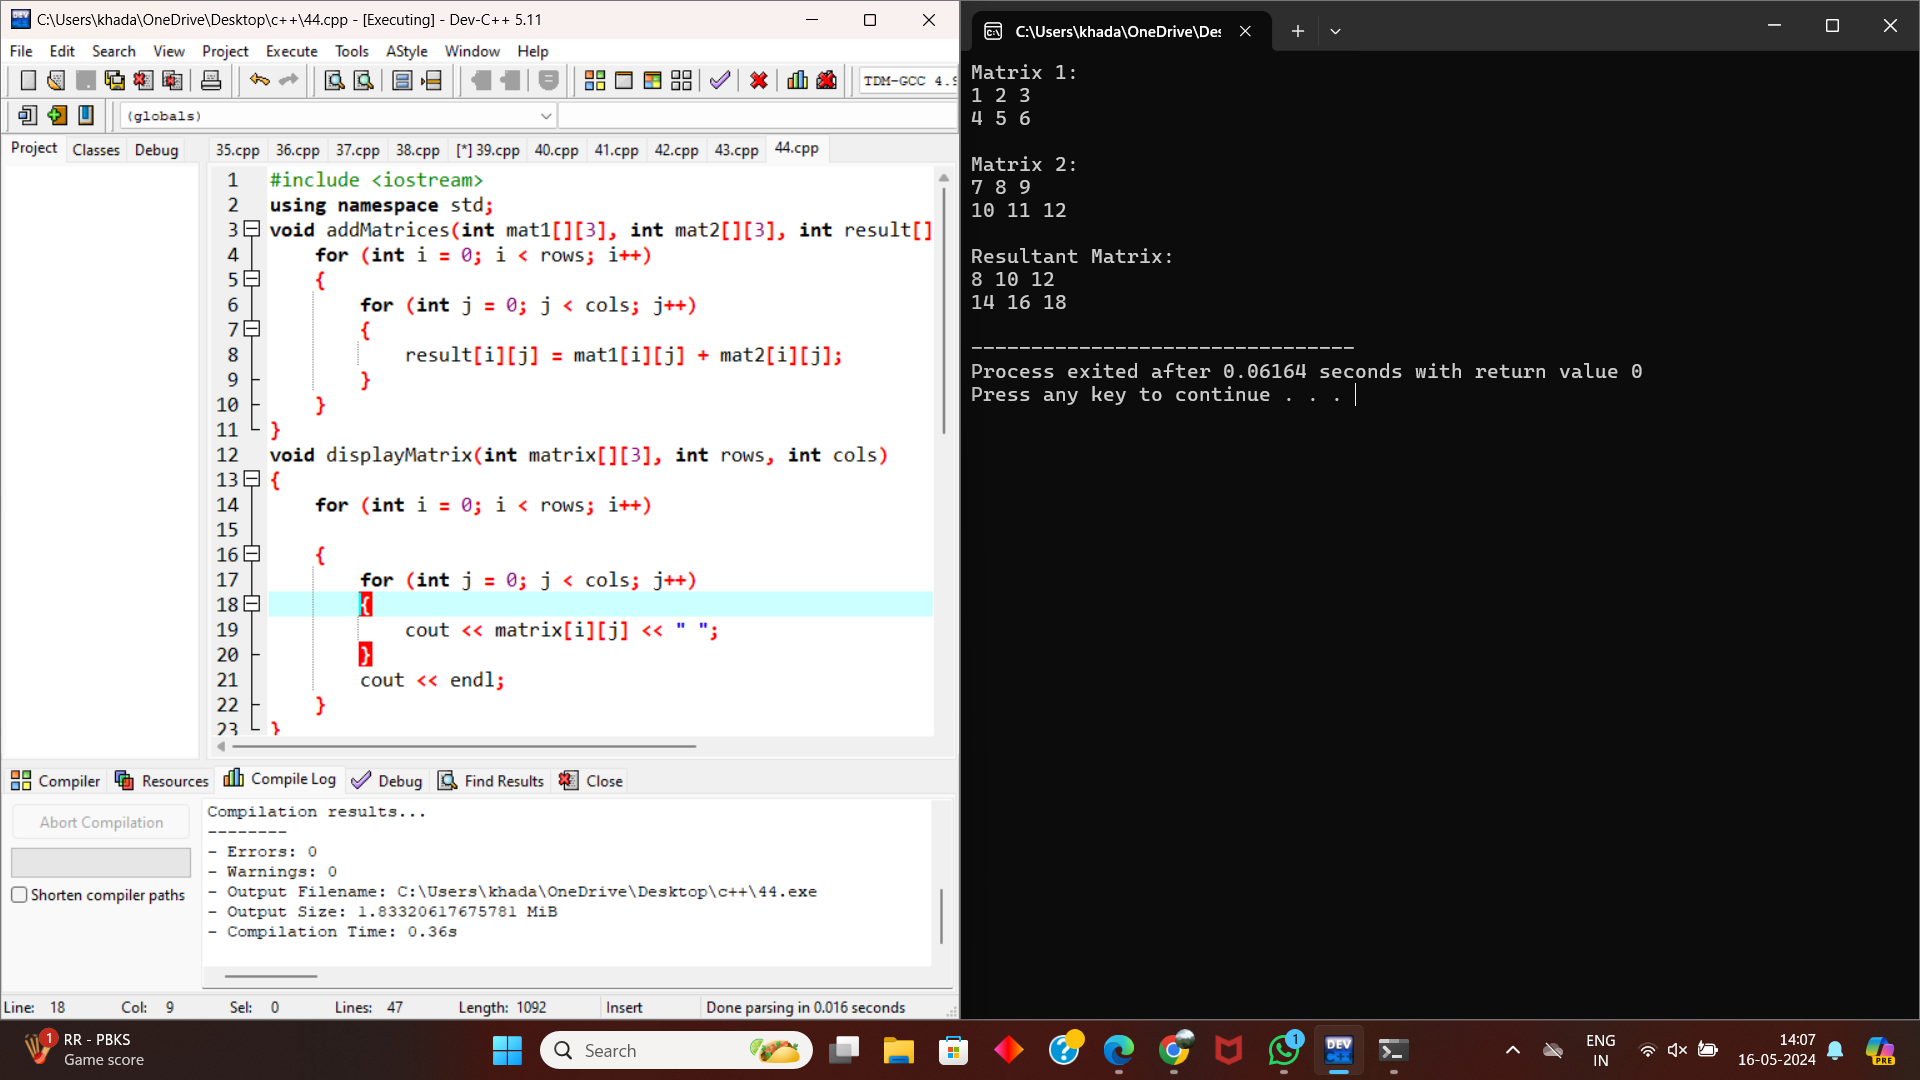 C:\Users\khada\OneDrive\Desktop\c++\44.cpp - [Executing] - Dev-C++ 5.11
File Edit Search View Project Execute Tools AStyle Window Help
TDM-GCC 4.9
(globals)
Project Classes Debug
35.cpp 36.cpp 37.cpp 38.cpp [*] 39.cpp 40.cpp 41.cpp 42.cpp 43.cpp 44.cpp
1 #include <iostream>
2 using namespace std;
3 void addMatrices(int mat1[][3], int mat2[][3], int result[]
4 for (int i = 0; i < rows; i++)
5 {
6 for (int j = 0; j < cols; j++)
7 {
8 result[i][j] = mat1[i][j] + mat2[i][j];
9 }
10 }
11 }
12 void displayMatrix(int matrix[][3], int rows, int cols)
13 {
14 for (int i = 0; i < rows; i++)
15
16 {
17 for (int j = 0; j < cols; j++)
18 {
19 cout << matrix[i][j] << " ";
20 }
21 cout << endl;
22 }
23 }
Compiler Resources Compile Log Debug Find Results Close
Abort Compilation
Shorten compiler paths
Compilation results...
--------
- Errors: 0
- Warnings: 0
- Output Filename: C:\Users\khada\OneDrive\Desktop\c++\44.exe
- Output Size: 1.83320617675781 MiB
- Compilation Time: 0.36s
Line: 18 Col: 9 Sel: 0 Lines: 47 Length: 1092 Insert Done parsing in 0.016 seconds
C:\Users\khada\OneDrive\Des
Matrix 1:
1 2 3
4 5 6
Matrix 2:
7 8 9
10 11 12
Resultant Matrix:
8 10 12
14 16 18
--------------------------------
Process exited after 0.06164 seconds with return value 0
Press any key to continue . . .
1
RR - PBKS
Game score
Search
1
DEV C++
ENG
IN
14:07
16-05-2024
PRE